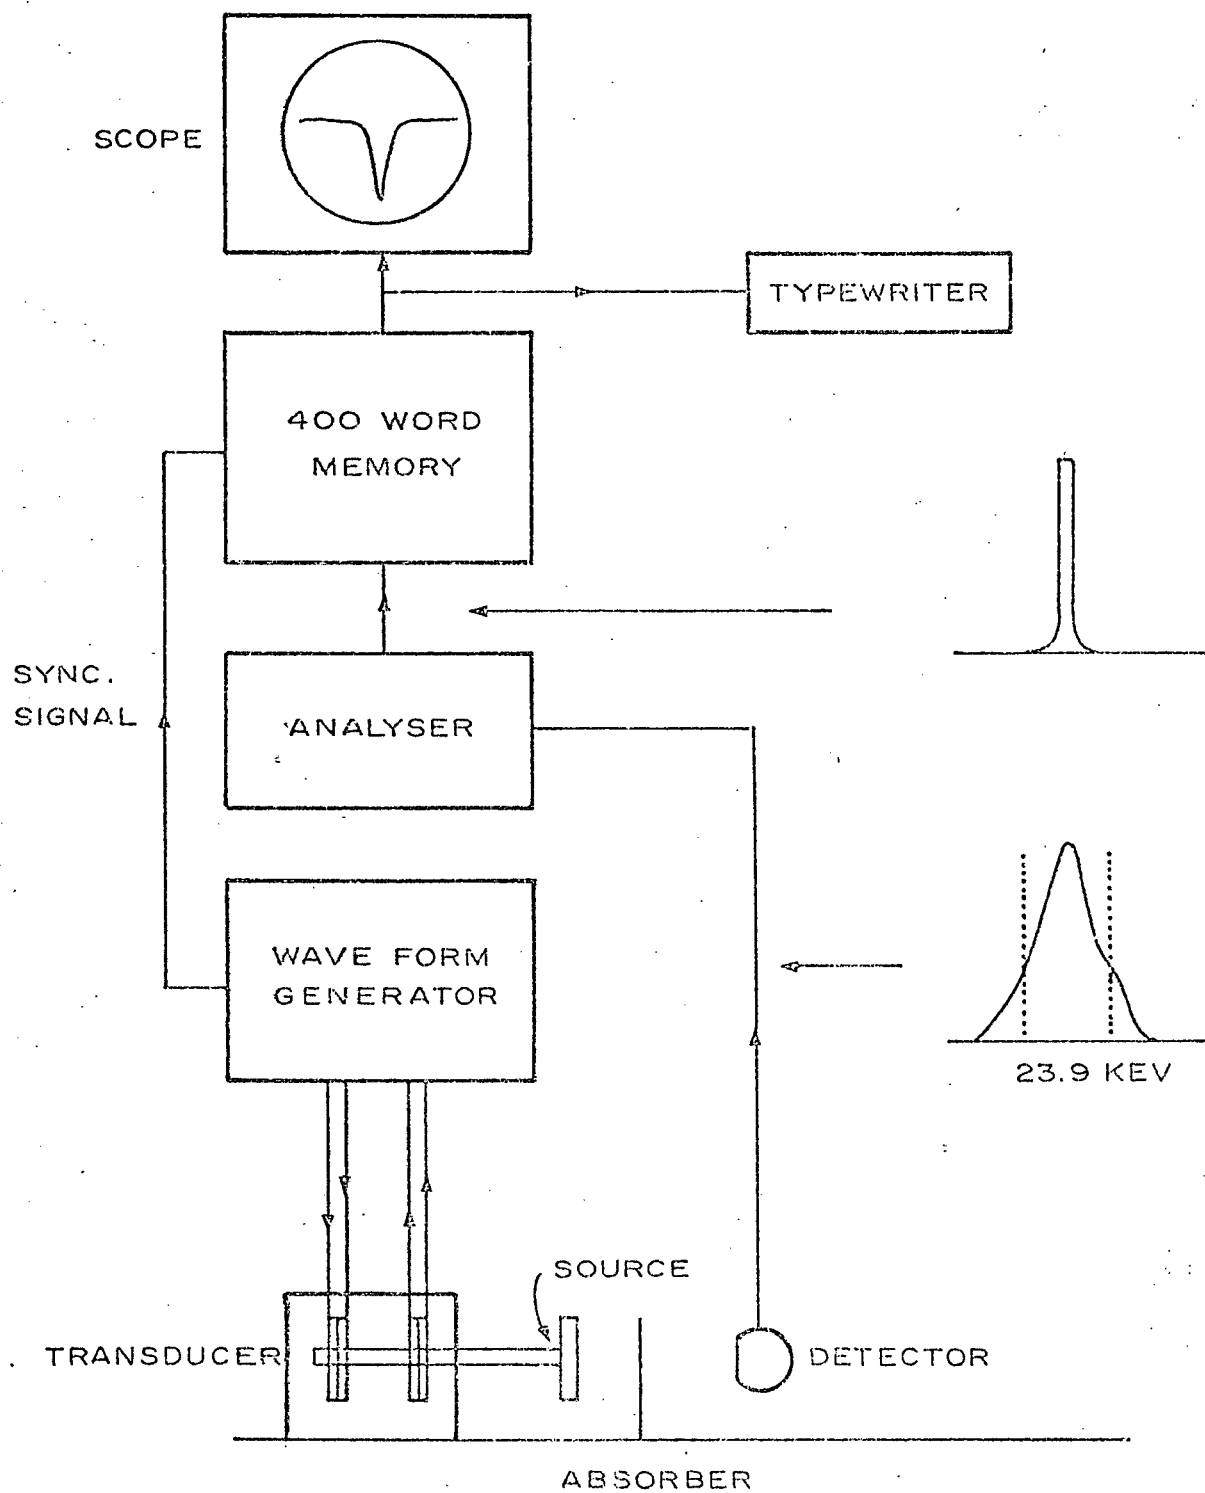 SCOPE
TYPEWRITER
400 WORD
MEMORY
SYNC.
SIGNAL
ANALYSER
WAVE FORM
GENERATOR
23.9 KEV
SOURCE
TRANSDUCER
DETECTOR
ABSORBER